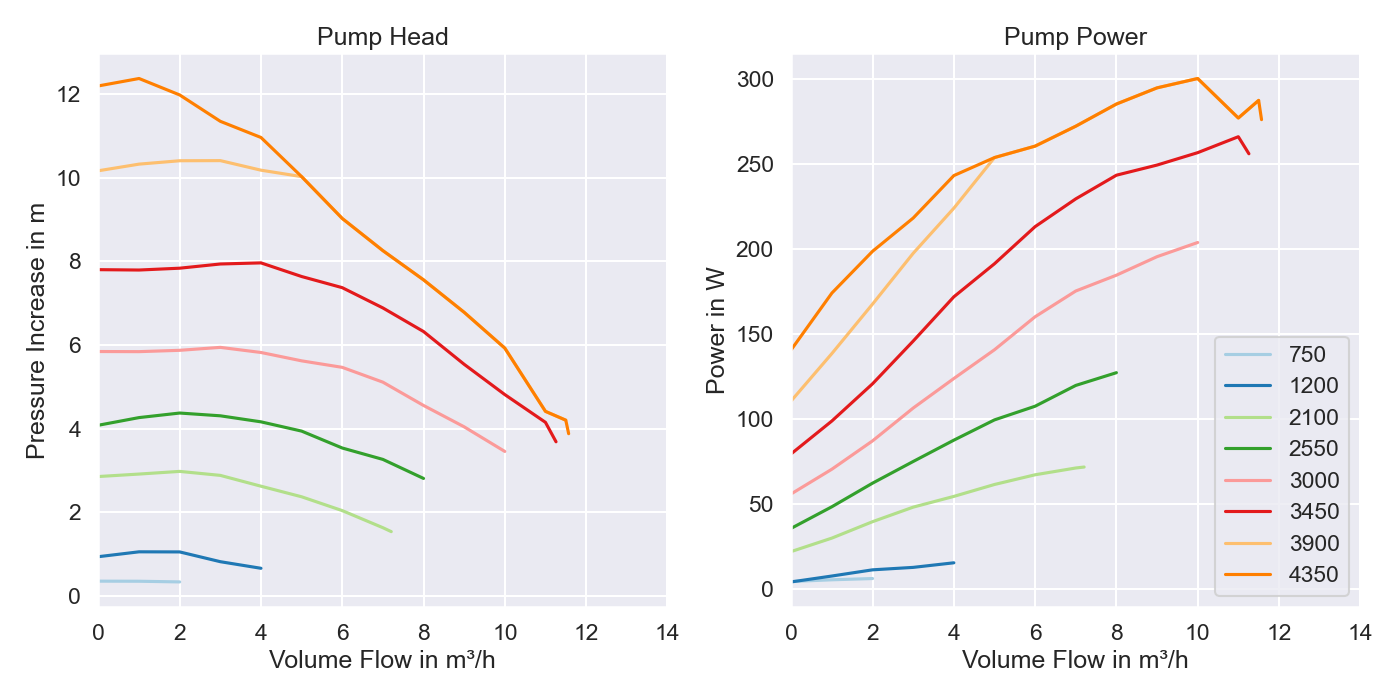 Pump Head
Pressure Increase in m
12
10
8
6
4
2
0
0 2 4 6 8 10 12 14
Volume Flow in m³/h
Pump Power
Power in W
300
250
200
150
100
50
0
0 2 4 6 8 10 12 14
Volume Flow in m³/h
750
1200
2100
2550
3000
3450
3900
4350